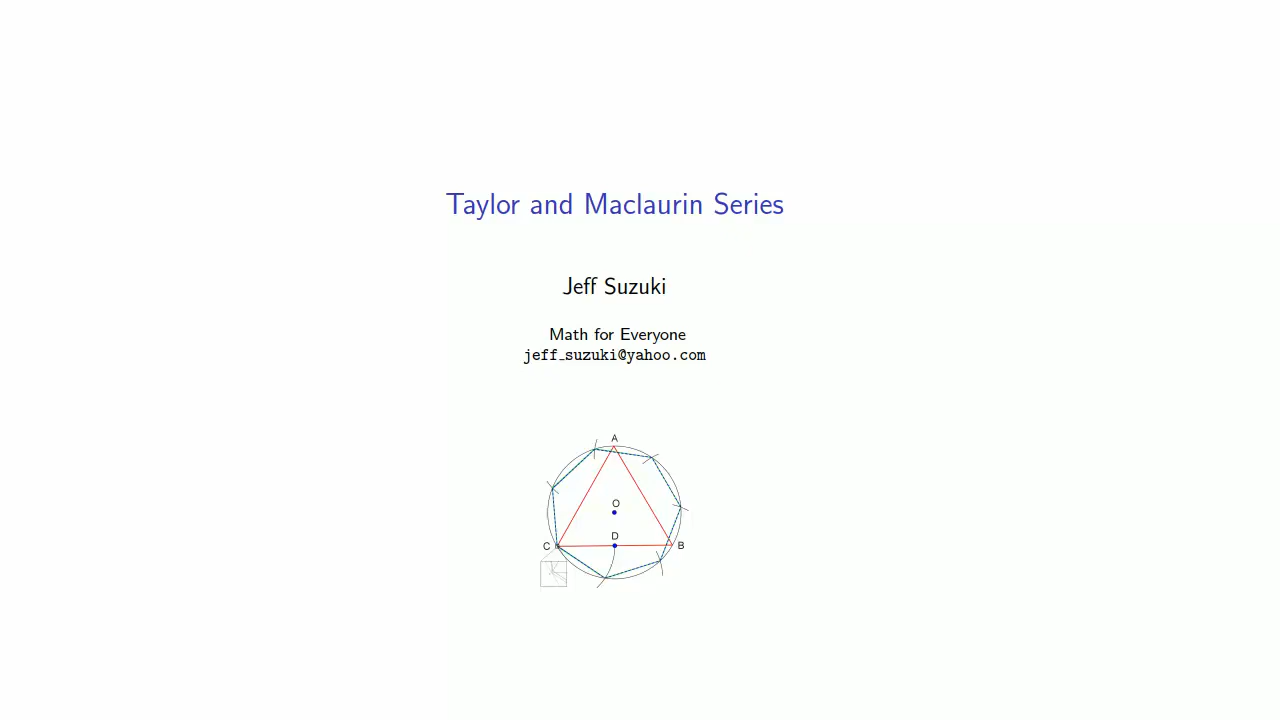 Taylor and Maclaurin Series
Jeff Suzuki
Math for Everyone
jeff_suzuki@yahoo.com
A
O
D
C
B